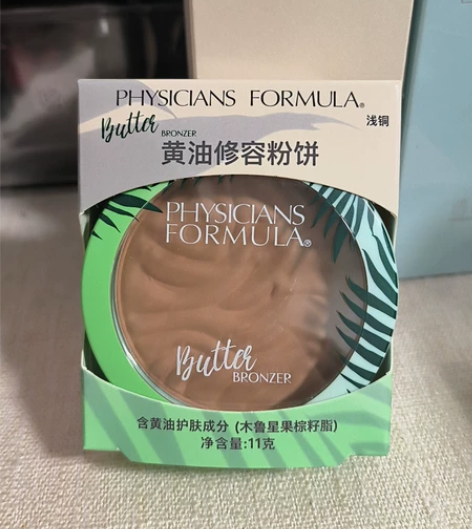 PHYSICIANS FORMULA®
Butter BRONZER
浅铜
黄油修容粉饼
PHYSICIANS
FORMULA®
Butter
BRONZER
含黄油护肤成分 (木鲁星果棕籽脂)
净含量:11克